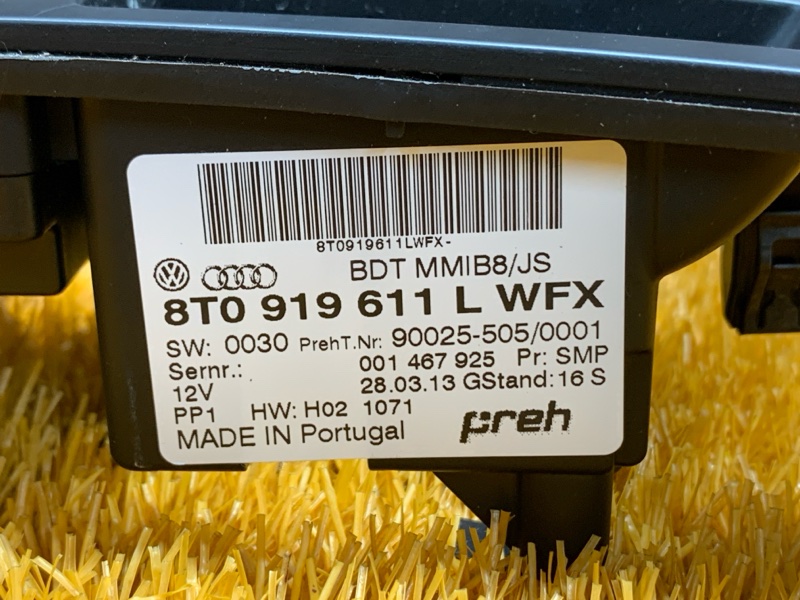 8T0919611LWFX-
BDT MMIB8/JS
8T0 919 611 L WFX
SW: 0030 PrehT.Nr: 90025-505/0001
Sernr.: 001 467 925 Pr: SMP
12V 28.03.13 GStand: 16 S
PP1 HW: H02 1071
MADE IN Portugal preh